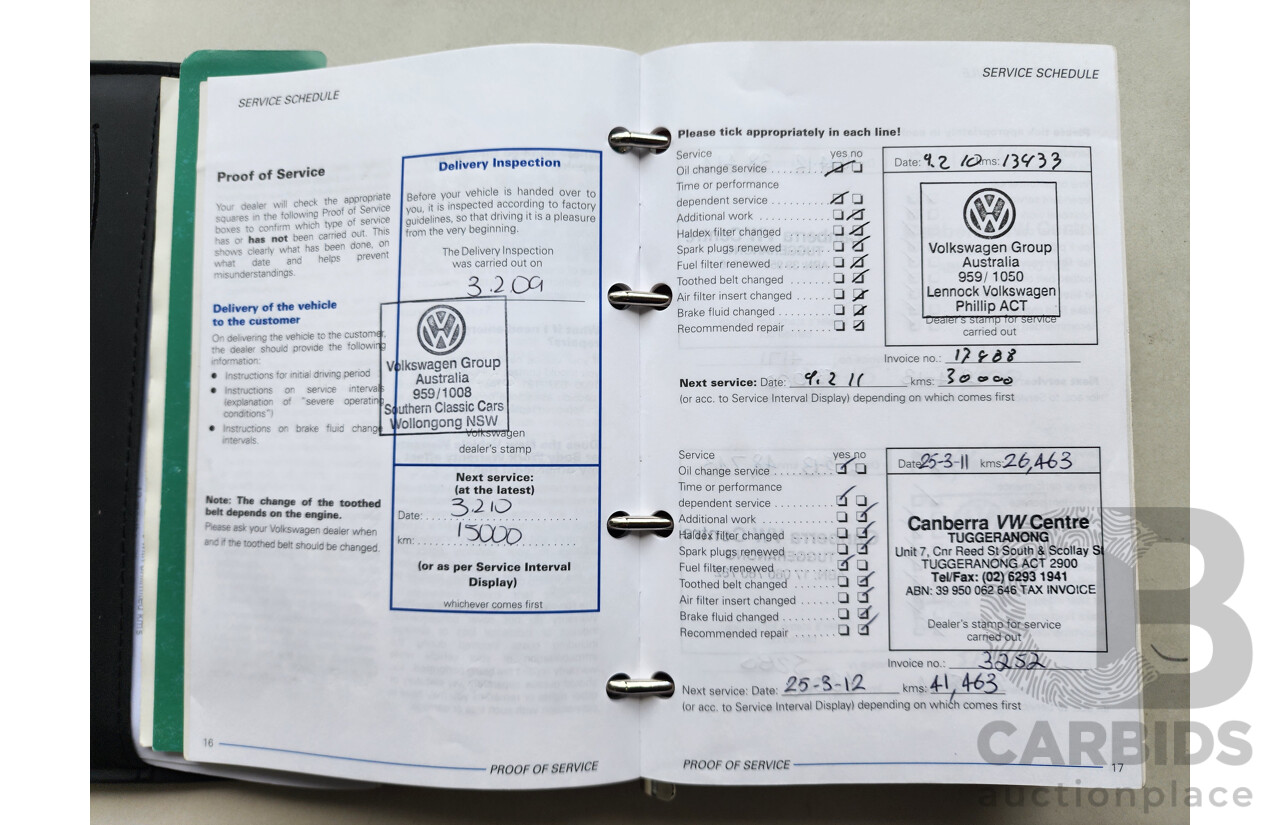 SERVICE SCHEDULE
Proof of Service
Your dealer will check the appropriate
squares in the following Proof of Service
boxes to confirm which type of service
has or has not been carried out. This
shows clearly what has been done, on
what date and helps prevent
misunderstandings.
Delivery of the vehicle
to the customer
On delivering the vehicle to the customer,
the dealer should provide the following
information:
● Instructions for initial driving period
● Instructions on service intervals
(explanation of "severe operating
conditions")
● Instructions on brake fluid change
intervals.
Note: The change of the toothed
belt depends on the engine.
Please ask your Volkswagen dealer when
and if the toothed belt should be changed.
Delivery Inspection
Before your vehicle is handed over to
you, it is inspected according to factory
guidelines, so that driving it is a pleasure
from the very beginning.
The Delivery Inspection
was carried out on
3.2.09
Volkswagen Group
Australia
959/1008
Southern Classic Cars
Wollongong NSW
Volkswagen
dealer's stamp
Next service:
(at the latest)
Date: 3.2.10
km: 15000
(or as per Service Interval
Display)
whichever comes first
16
PROOF OF SERVICE
SERVICE SCHEDULE
Please tick appropriately in each line!
Service yes no
Oil change service
Time or performance
dependent service
Additional work
Haldex filter changed
Spark plugs renewed
Fuel filter renewed
Toothed belt changed
Air filter insert changed
Brake fluid changed
Recommended repair
Date: 9.2 10 kms: 13433
Volkswagen Group
Australia
959/ 1050
Lennock Volkswagen
Phillip ACT
Dealer's stamp for service
carried out
Invoice no.: 17488
Next service: Date: 9.2 11 kms: 30000
(or acc. to Service Interval Display) depending on which comes first
Service yes no
Oil change service
Time or performance
dependent service
Additional work
Haldex filter changed
Spark plugs renewed
Fuel filter renewed
Toothed belt changed
Air filter insert changed
Brake fluid changed
Recommended repair
Date 25-3-11 kms: 26,463
Canberra VW Centre
TUGGERANONG
Unit 7, Cnr Reed St South & Scollay St
TUGGERANONG ACT 2900
Tel/Fax: (02) 6293 1941
ABN: 39 950 062 646 TAX INVOICE
Dealer's stamp for service
carried out
Invoice no.: 3252
Next service: Date: 25-3-12 kms: 41,463
(or acc. to Service Interval Display) depending on which comes first
PROOF OF SERVICE
17
CARBIDS
auctionplace